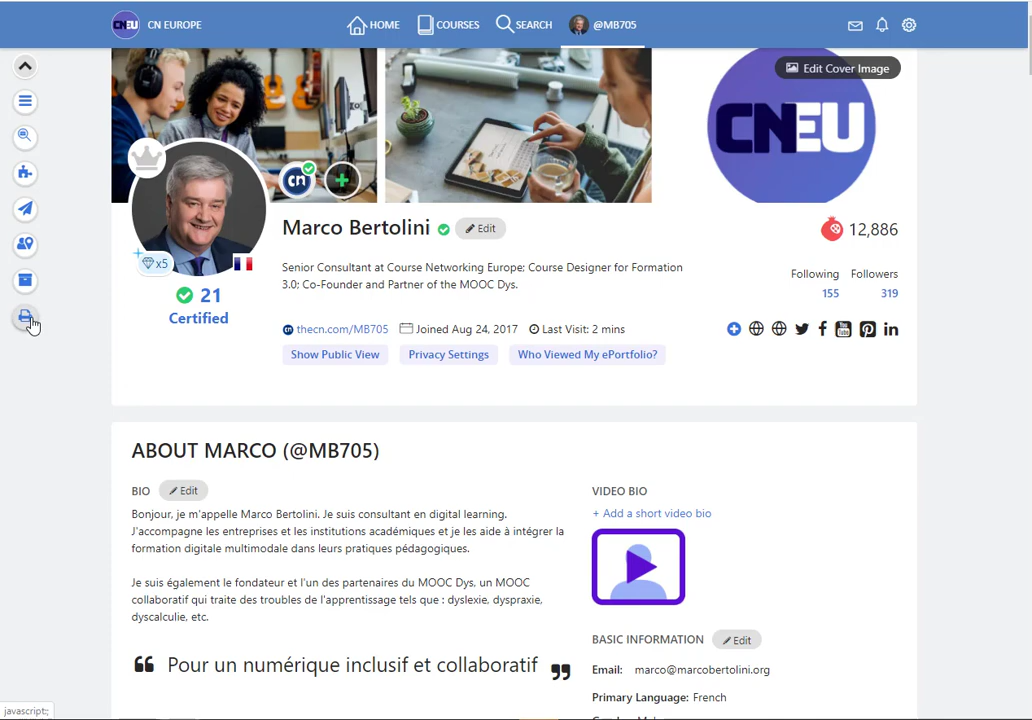 CNEU CN EUROPE HOME COURSES SEARCH @MB705
Edit Cover Image
CNEU
cn
Marco Bertolini Edit 12,886
Senior Consultant at Course Networking Europe; Course Designer for Formation
3.0; Co-Founder and Partner of the MOOC Dys.
x5
Following Followers
155 319
21
Certified
thecn.com/MB705 Joined Aug 24, 2017 Last Visit: 2 mins
Show Public View Privacy Settings Who Viewed My ePortfolio?
ABOUT MARCO (@MB705)
BIO Edit
Bonjour, je m'appelle Marco Bertolini. Je suis consultant en digital learning.
J'accompagne les entreprises et les institutions académiques et je les aide à intégrer la
formation digitale multimodale dans leurs pratiques pédagogiques.
Je suis également le fondateur et l'un des partenaires du MOOC Dys, un MOOC
collaboratif qui traite des troubles de l'apprentissage tels que : dyslexie, dyspraxie,
dyscalculie, etc.
“ Pour un numérique inclusif et collaboratif ”
VIDEO BIO
+ Add a short video bio
BASIC INFORMATION Edit
Email: marco@marcobertolini.org
Primary Language: French
javascript:;